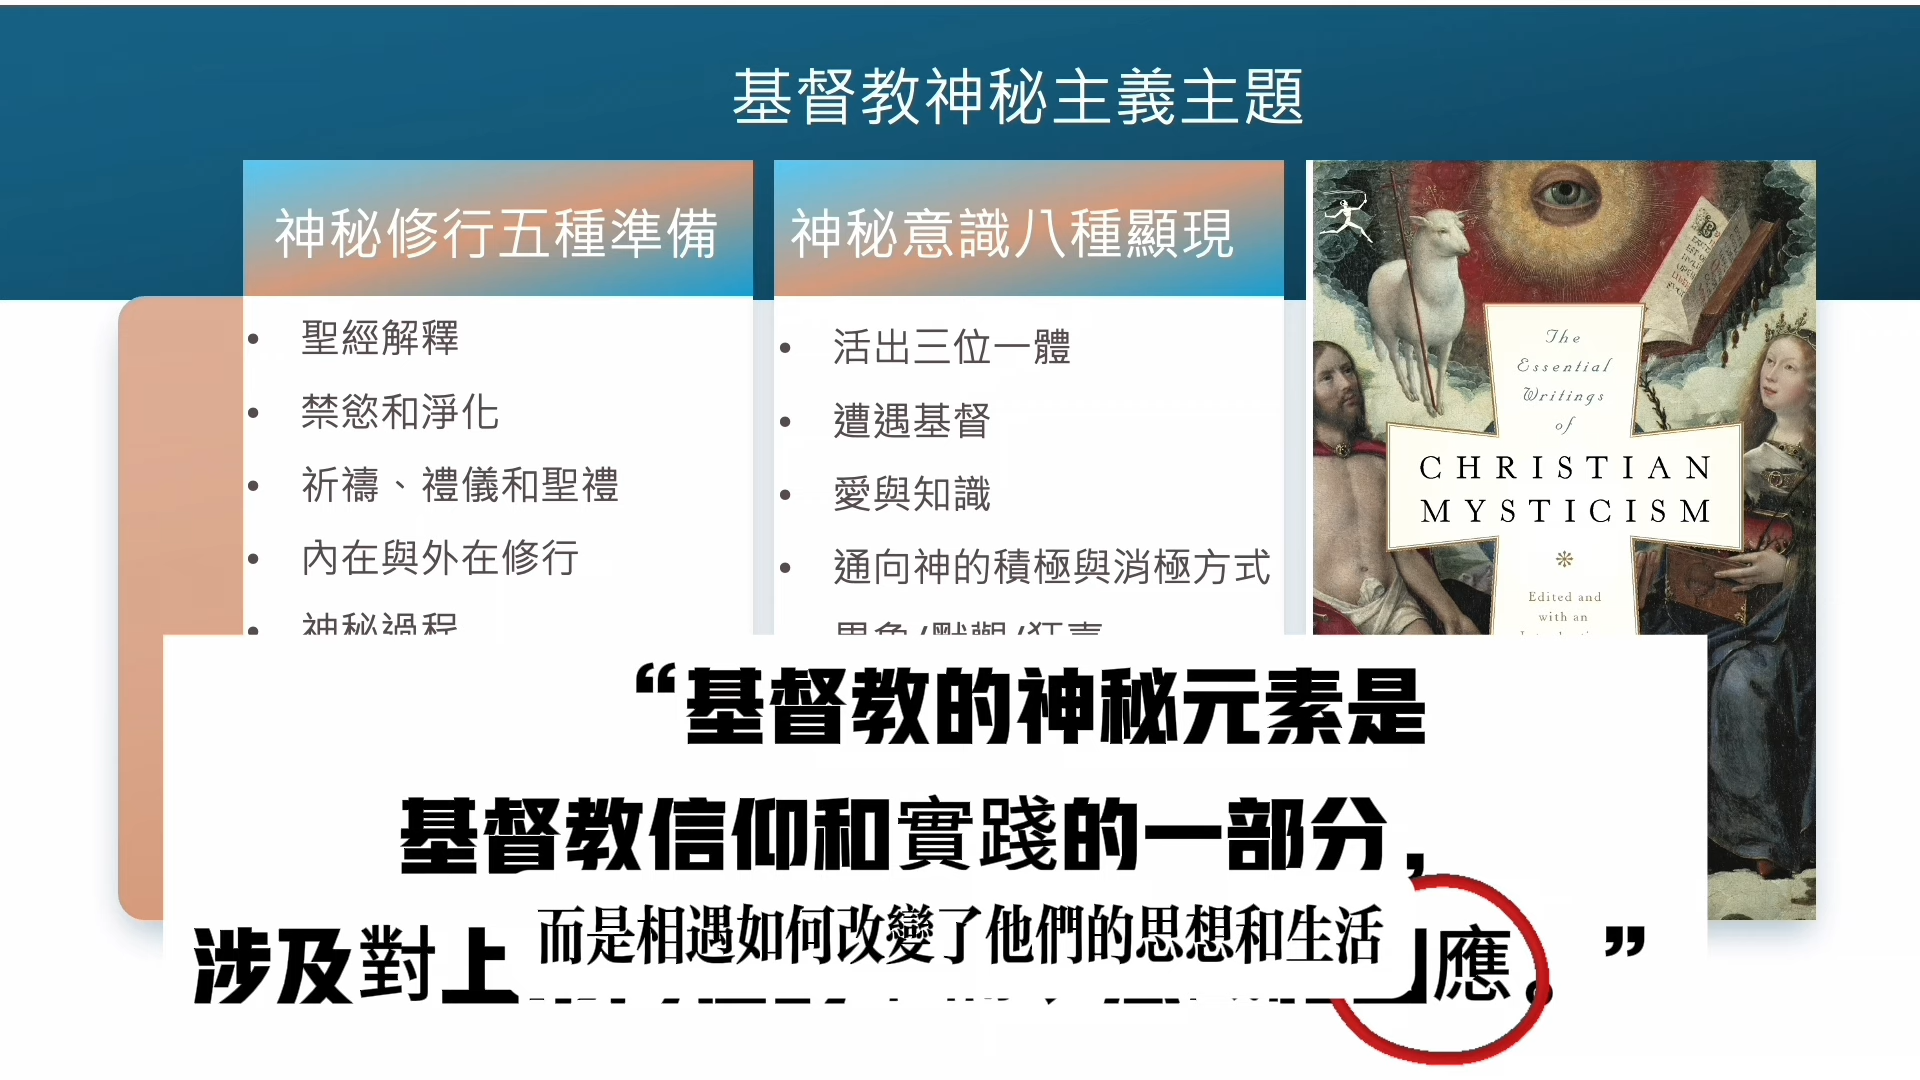 基督教神秘主義主題
神秘修行五種準備
• 聖經解釋
• 禁慾和淨化
• 祈禱、禮儀和聖禮
• 內在與外在修行
• 神秘過程
神秘意識八種顯現
• 活出三位一體
• 遭遇基督
• 愛與知識
• 通向神的積極與消極方式
The
Essential
Writings
of
CHRISTIAN
MYSTICISM
Edited and
with an
“基督教的神秘元素是
基督教信仰和實踐的一部分，
涉及對上
應。”
而是相遇如何改變了他們的思想和生活